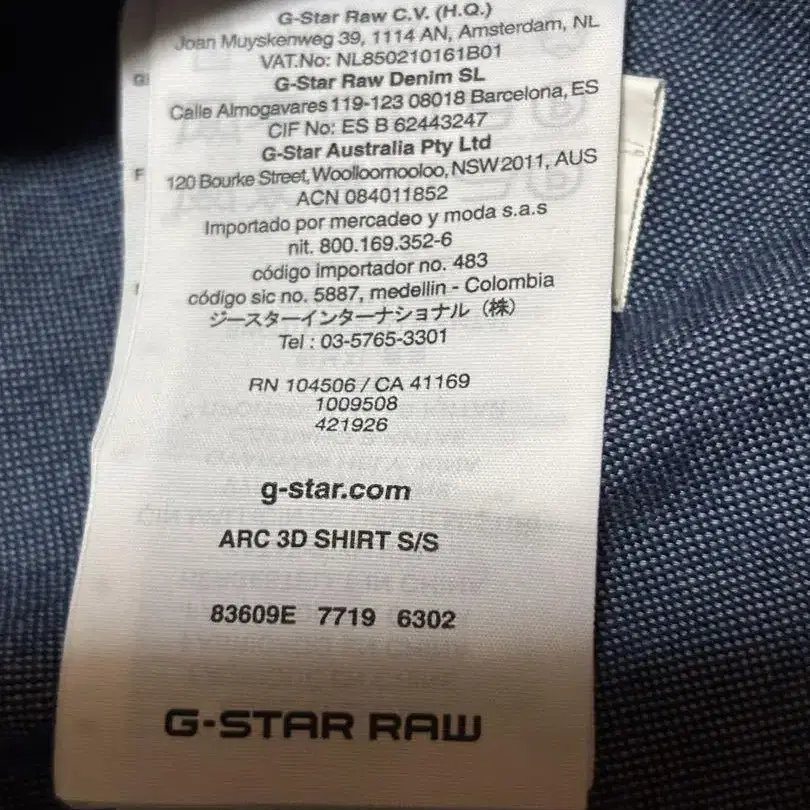 G-Star Raw C.V. (H.Q.)
Joan Muyskenweg 39, 1114 AN, Amsterdam, NL
VAT.No: NL850210161B01
G-Star Raw Denim SL
Calle Almogavares 119-123 08018 Barcelona, ES
CIF No: ES B 62443247
G-Star Australia Pty Ltd
120 Bourke Street, Woolloomooloo, NSW 2011, AUS
ACN 084011852
Importado por mercadeo y moda s.a.s
nit. 800.169.352-6
código importador no. 483
código sic no. 5887, medellin - Colombia
ジースターインターナショナル（株）
Tel : 03-5765-3301
RN 104506 / CA 41169
1009508
421926
g-star.com
ARC 3D SHIRT S/S
83609E 7719 6302
G-STAR RAW